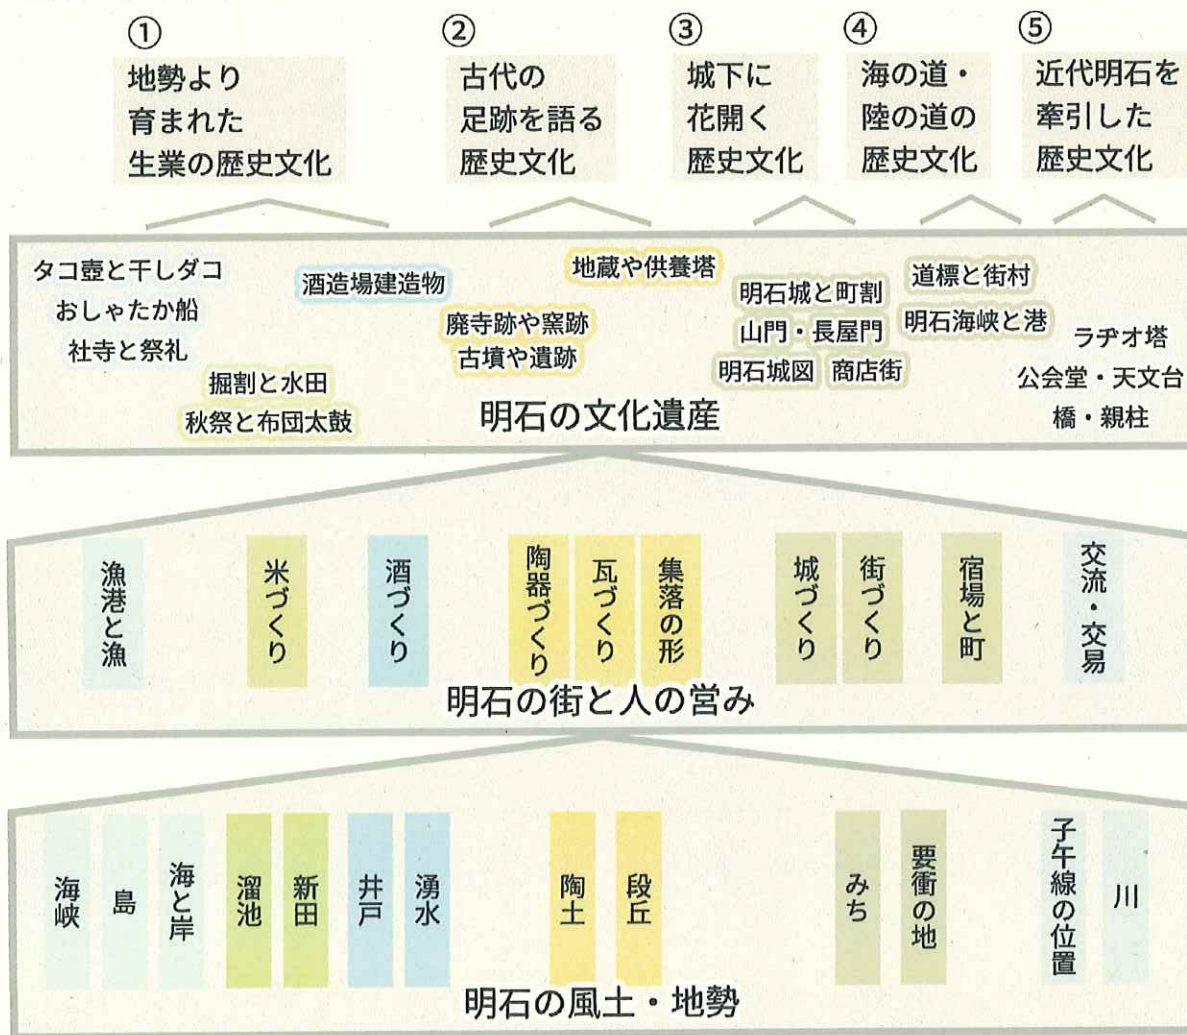 ①
地勢より
育まれた
生業の歴史文化
②
古代の
足跡を語る
歴史文化
③
城下に
花開く
歴史文化
④
海の道・
陸の道の
歴史文化
⑤
近代明石を
牽引した
歴史文化
タコ壺と干しダコ
おしゃたか船
社寺と祭礼
掘割と水田
秋祭と布団太鼓
酒造場建造物
廃寺跡や窯跡
古墳や遺跡
地蔵や供養塔
明石城と町割
山門・長屋門
明石城図 商店街
道標と街村
明石海峡と港
ラヂオ塔
公会堂・天文台
橋・親柱
明石の文化遺産
漁港と漁
米づくり
酒づくり
陶器づくり
瓦づくり
集落の形
城づくり
街づくり
宿場と町
交流・交易
明石の街と人の営み
海峡
島
海と岸
溜池
新田
井戸
湧水
陶土
段丘
みち
要衝の地
子午線の位置
川
明石の風土・地勢